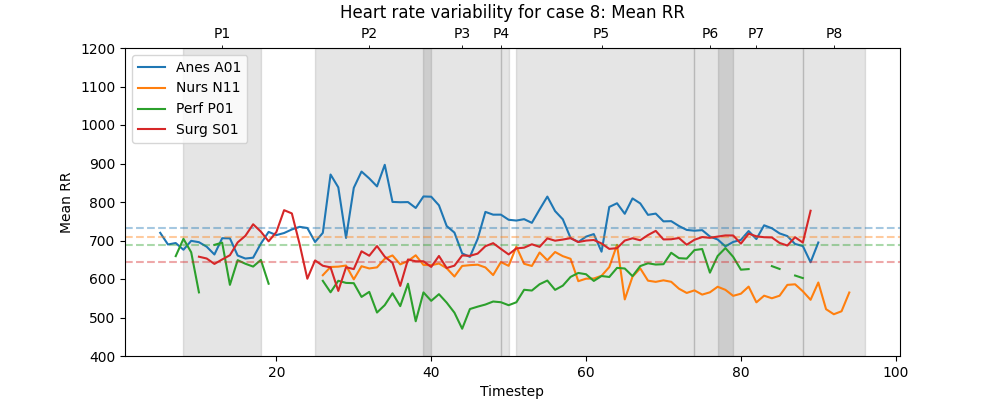 Heart rate variability for case 8: Mean RR
P1 P2 P3 P4 P5 P6 P7 P8
1200
1100
1000
900
800
700
600
500
400
Mean RR
Anes A01
Nurs N11
Perf P01
Surg S01
20 40 60 80 100
Timestep